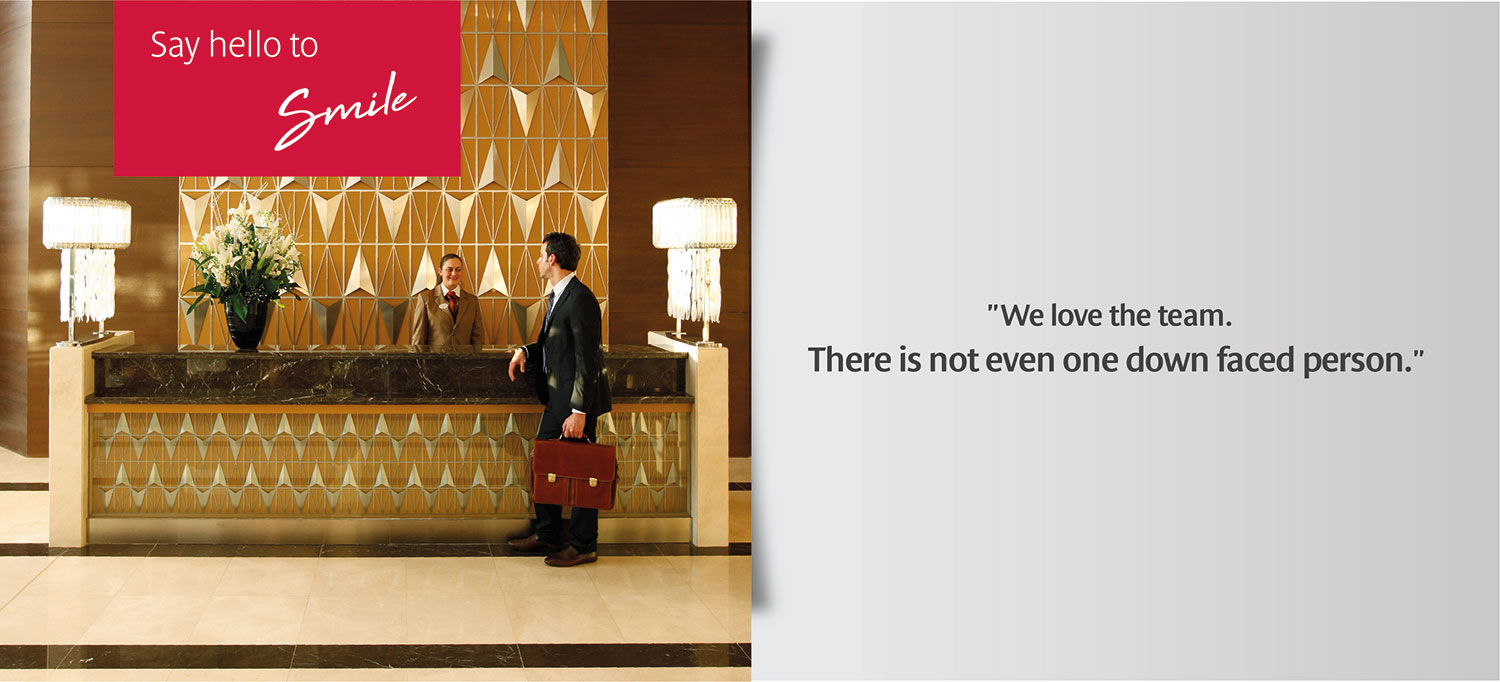 Say hello to
Smile
"We love the team.
There is not even one down faced person."